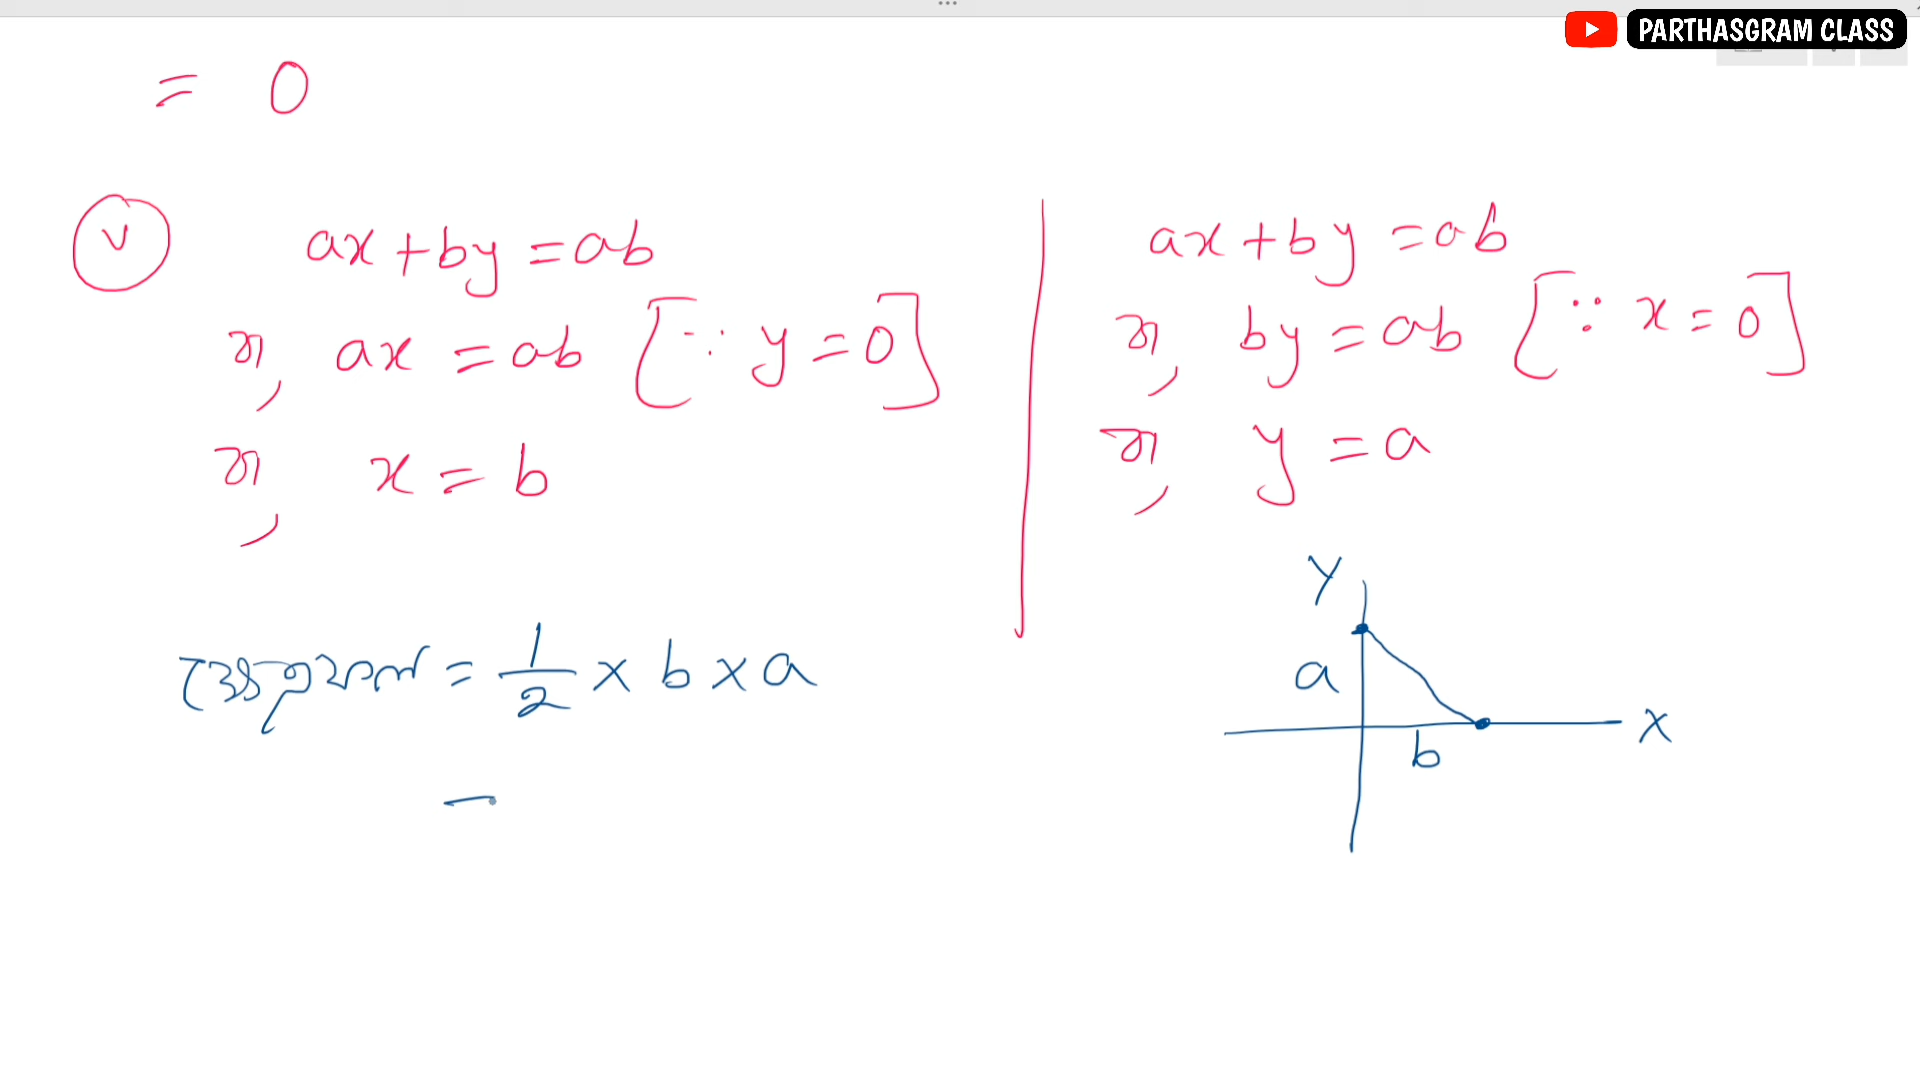 PARTHASGRAM CLASS
= 0
v
ax + by = ab
বা, ax = ab [∵ y = 0]
বা, x = b
ax + by = ab
বা, by = ab [∵ x = 0]
বা, y = a
ক্ষেত্রফল = 1/2 × b × a
y
a
b
x